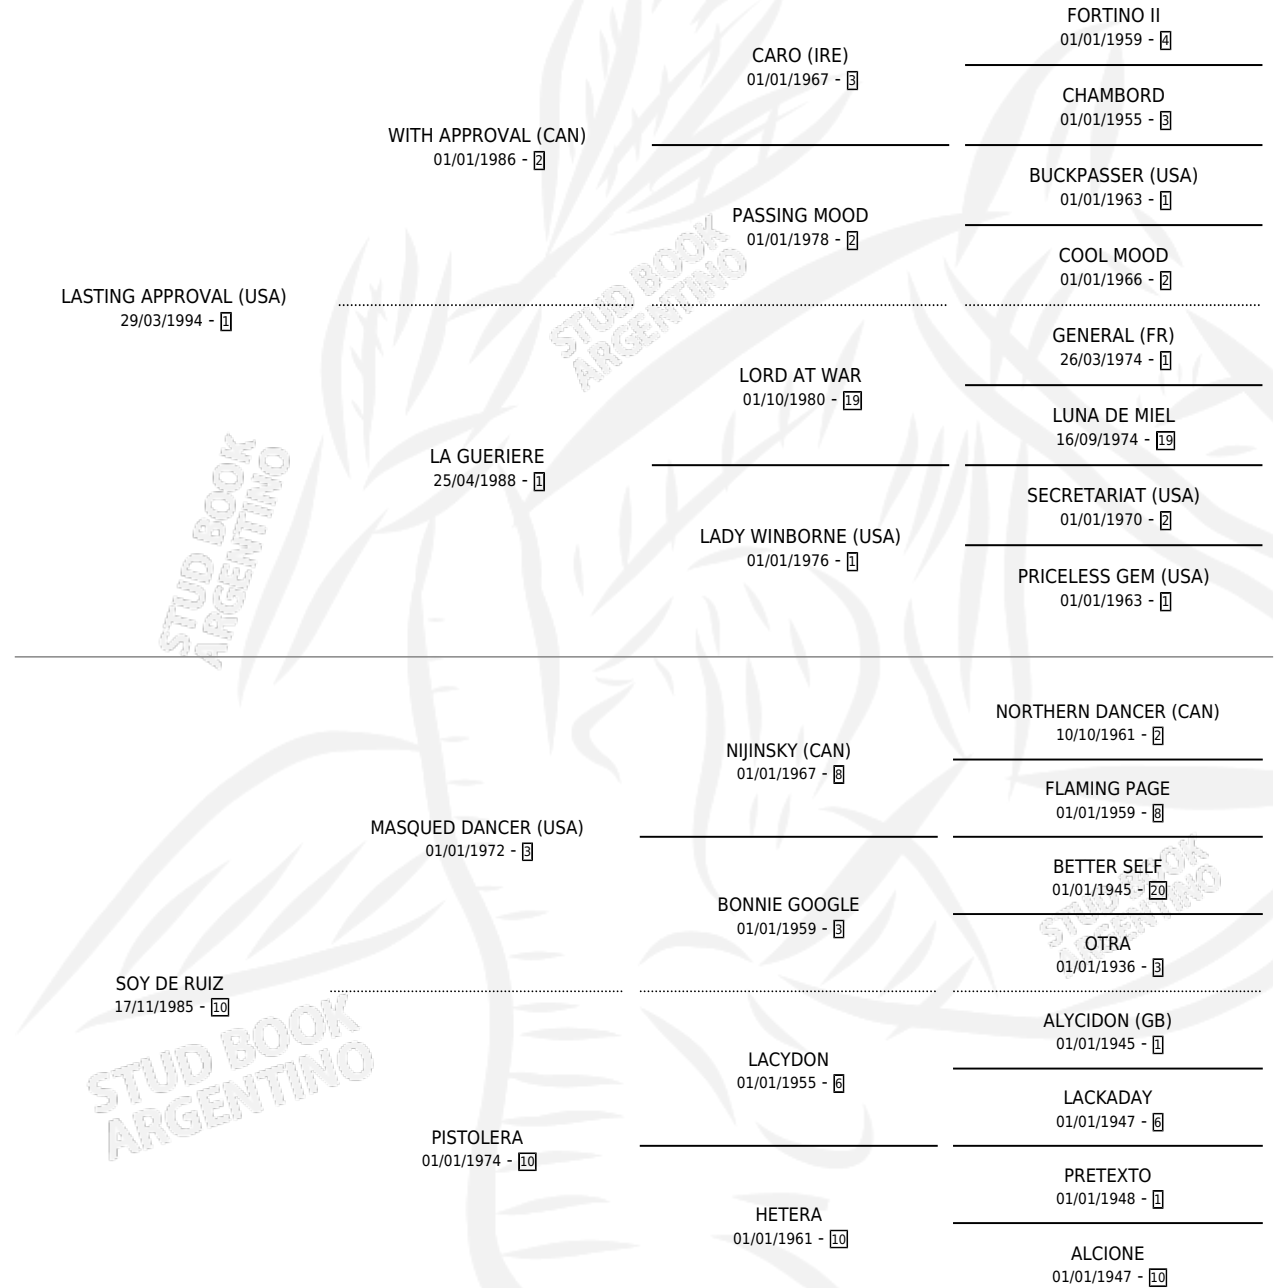 FORTINO II
01/01/1959 - 4
CARO (IRE)
01/01/1967 - 3
CHAMBORD
01/01/1955 - 3
WITH APPROVAL (CAN)
01/01/1986 - 2
BUCKPASSER (USA)
01/01/1963 - 1
PASSING MOOD
01/01/1978 - 2
COOL MOOD
01/01/1966 - 2
LASTING APPROVAL (USA)
29/03/1994 - 1
GENERAL (FR)
26/03/1974 - 1
LORD AT WAR
01/10/1980 - 19
LUNA DE MIEL
16/09/1974 - 19
LA GUERIERE
25/04/1988 - 1
SECRETARIAT (USA)
01/01/1970 - 2
LADY WINBORNE (USA)
01/01/1976 - 1
PRICELESS GEM (USA)
01/01/1963 - 1
STUD BOOK
ARGENTINO
STUD BOOK
ARGENTINO
NORTHERN DANCER (CAN)
10/10/1961 - 2
NIJINSKY (CAN)
01/01/1967 - 8
FLAMING PAGE
01/01/1959 - 8
MASQUED DANCER (USA)
01/01/1972 - 3
BETTER SELF
01/01/1945 - 20
BONNIE GOOGLE
01/01/1959 - 3
OTRA
01/01/1936 - 3
SOY DE RUIZ
17/11/1985 - 10
ALYCIDON (GB)
01/01/1945 - 1
LACYDON
01/01/1955 - 6
LACKADAY
01/01/1947 - 6
PISTOLERA
01/01/1974 - 10
PRETEXTO
01/01/1948 - 1
HETERA
01/01/1961 - 10
ALCIONE
01/01/1947 - 10
STUD BOOK
ARGENTINO
STUD BOOK
ARGENTINO